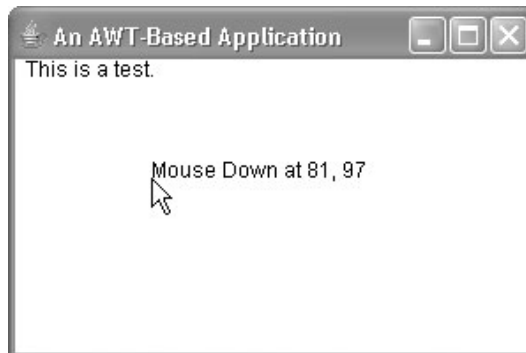 An AWT-Based Application
This is a test.
Mouse Down at 81, 97